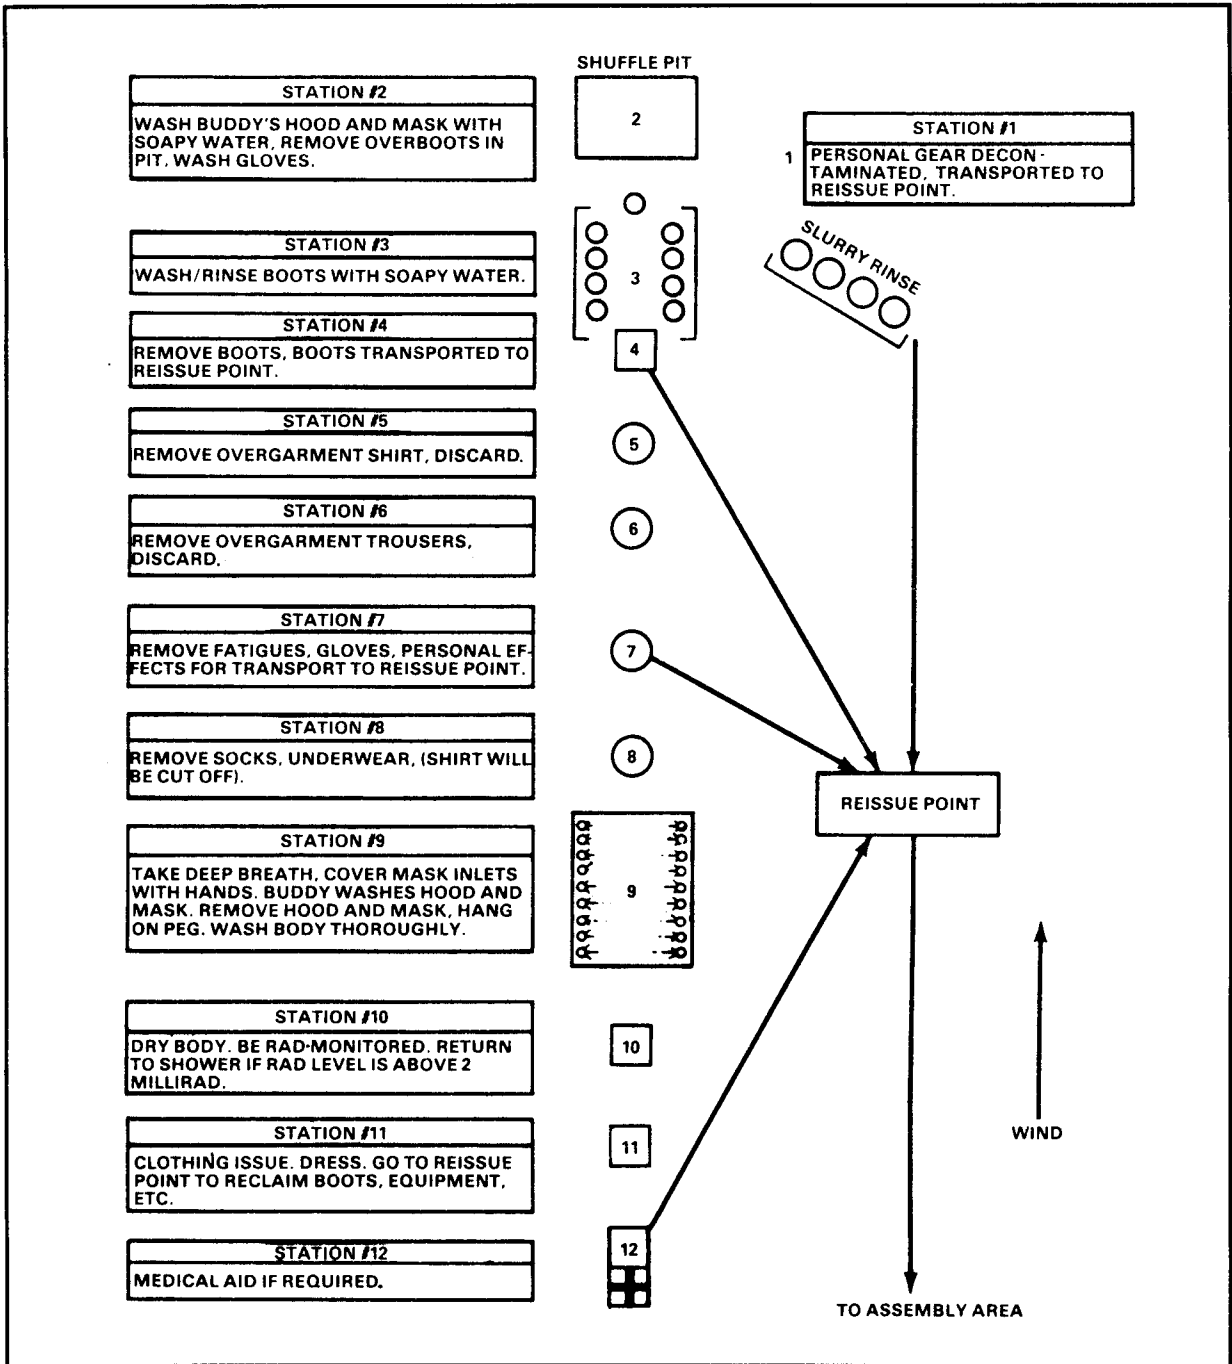 SHUFFLE PIT
2
STATION #2
WASH BUDDY'S HOOD AND MASK WITH
SOAPY WATER, REMOVE OVERBOOTS IN
PIT. WASH GLOVES.
STATION #1
1
PERSONAL GEAR DECON-
TAMINATED, TRANSPORTED TO
REISSUE POINT.
SLURRY RINSE
STATION #3
WASH/RINSE BOOTS WITH SOAPY WATER.
3
STATION #4
REMOVE BOOTS, BOOTS TRANSPORTED TO
REISSUE POINT.
4
STATION #5
REMOVE OVERGARMENT SHIRT, DISCARD.
5
STATION #6
REMOVE OVERGARMENT TROUSERS,
DISCARD.
6
STATION #7
REMOVE FATIGUES, GLOVES, PERSONAL EF-
FECTS FOR TRANSPORT TO REISSUE POINT.
7
STATION #8
REMOVE SOCKS, UNDERWEAR, (SHIRT WILL
BE CUT OFF).
8
REISSUE POINT
STATION #9
TAKE DEEP BREATH, COVER MASK INLETS
WITH HANDS. BUDDY WASHES HOOD AND
MASK. REMOVE HOOD AND MASK, HANG
ON PEG. WASH BODY THOROUGHLY.
9
STATION #10
DRY BODY. BE RAD-MONITORED. RETURN
TO SHOWER IF RAD LEVEL IS ABOVE 2
MILLIRAD.
10
STATION #11
CLOTHING ISSUE. DRESS. GO TO REISSUE
POINT TO RECLAIM BOOTS, EQUIPMENT,
ETC.
11
WIND
STATION #12
MEDICAL AID IF REQUIRED.
12
TO ASSEMBLY AREA